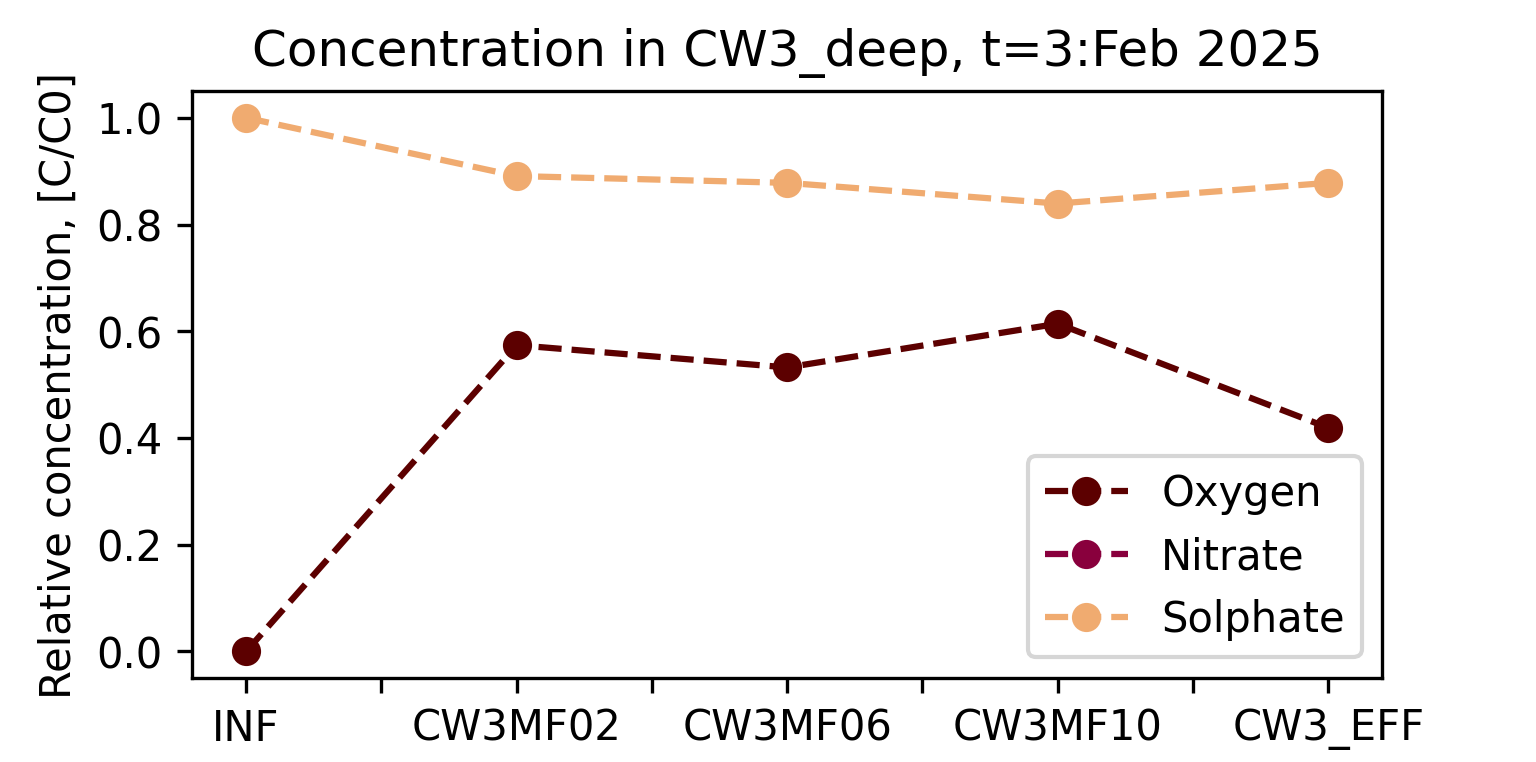 Concentration in CW3_deep, t=3:Feb 2025
Relative concentration, [C/C0]
1.0
0.8
0.6
0.4
0.2
0.0
Oxygen
Nitrate
Solphate
INF CW3MF02 CW3MF06 CW3MF10 CW3_EFF